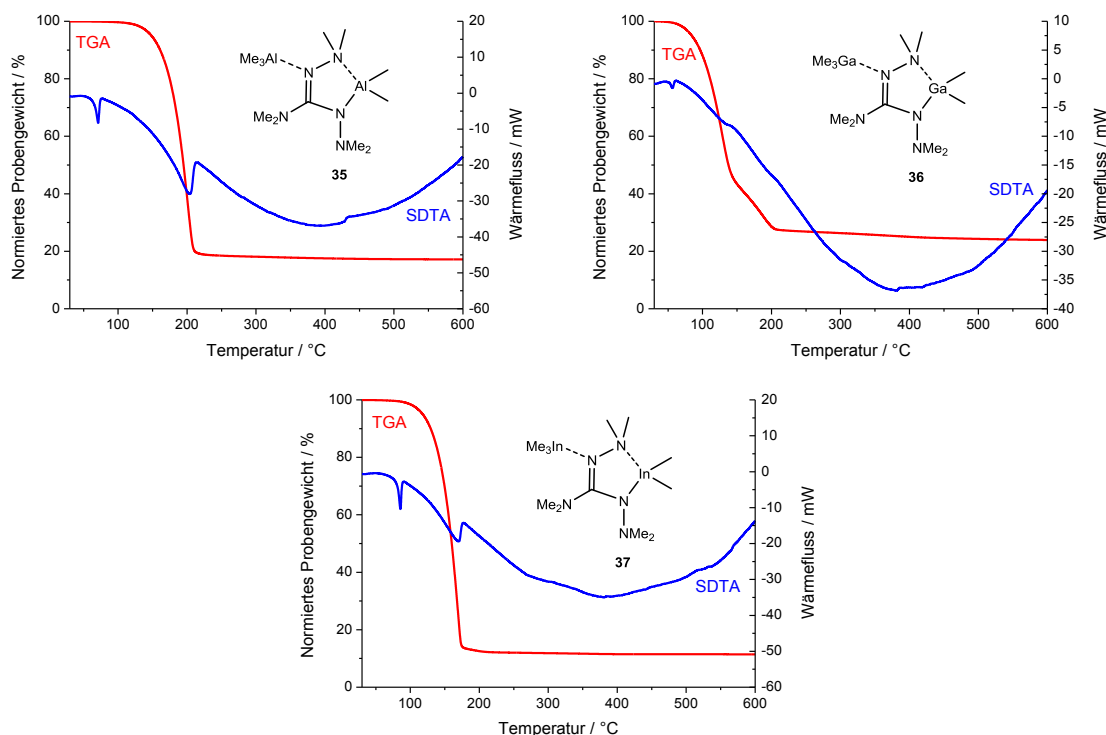 Normiertes Probengewicht / %
100
80
60
40
20
0
TGA
SDTA
Me3Al
N
N
Al
N
Me2N
NMe2
35
20
10
0
-10
-20
-30
-40
-50
-60
Wärmefluss / mW
100 200 300 400 500 600
Temperatur / °C
Normiertes Probengewicht / %
100
80
60
40
20
0
TGA
SDTA
Me3Ga
N
N
Ga
N
Me2N
NMe2
36
10
5
0
-5
-10
-15
-20
-25
-30
-35
-40
Wärmefluss / mW
100 200 300 400 500 600
Temperatur / °C
Normiertes Probengewicht / %
100
80
60
40
20
0
TGA
SDTA
Me3In
N
N
In
N
Me2N
NMe2
37
20
10
0
-10
-20
-30
-40
-50
-60
Wärmefluss / mW
100 200 300 400 500 600
Temperatur / °C